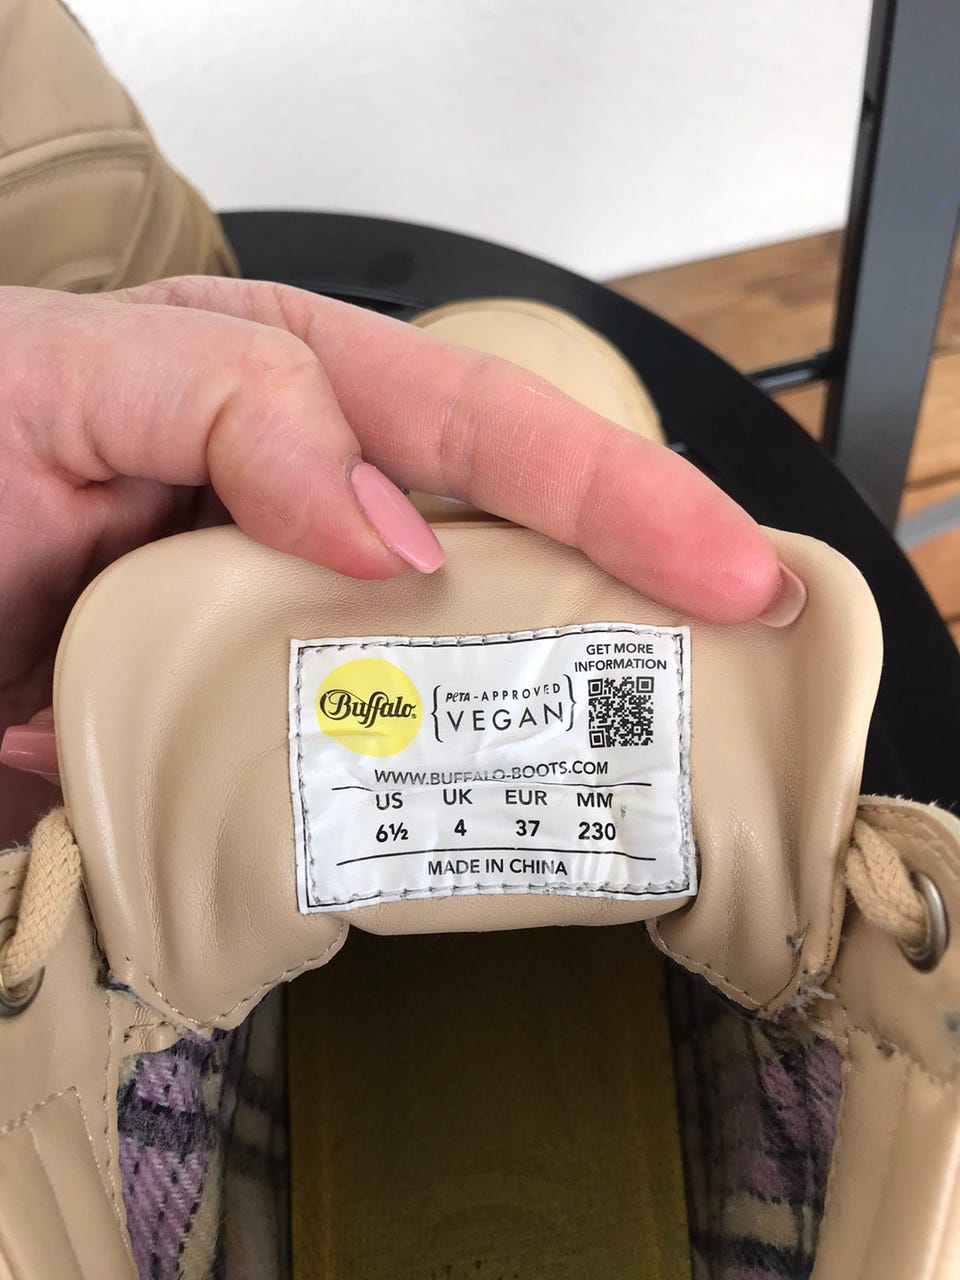 GET MORE
INFORMATION
Buffalo®
PETA-APPROVED
VEGAN
WWW.BUFFALO-BOOTS.COM
US UK EUR MM
6½ 4 37 230
MADE IN CHINA